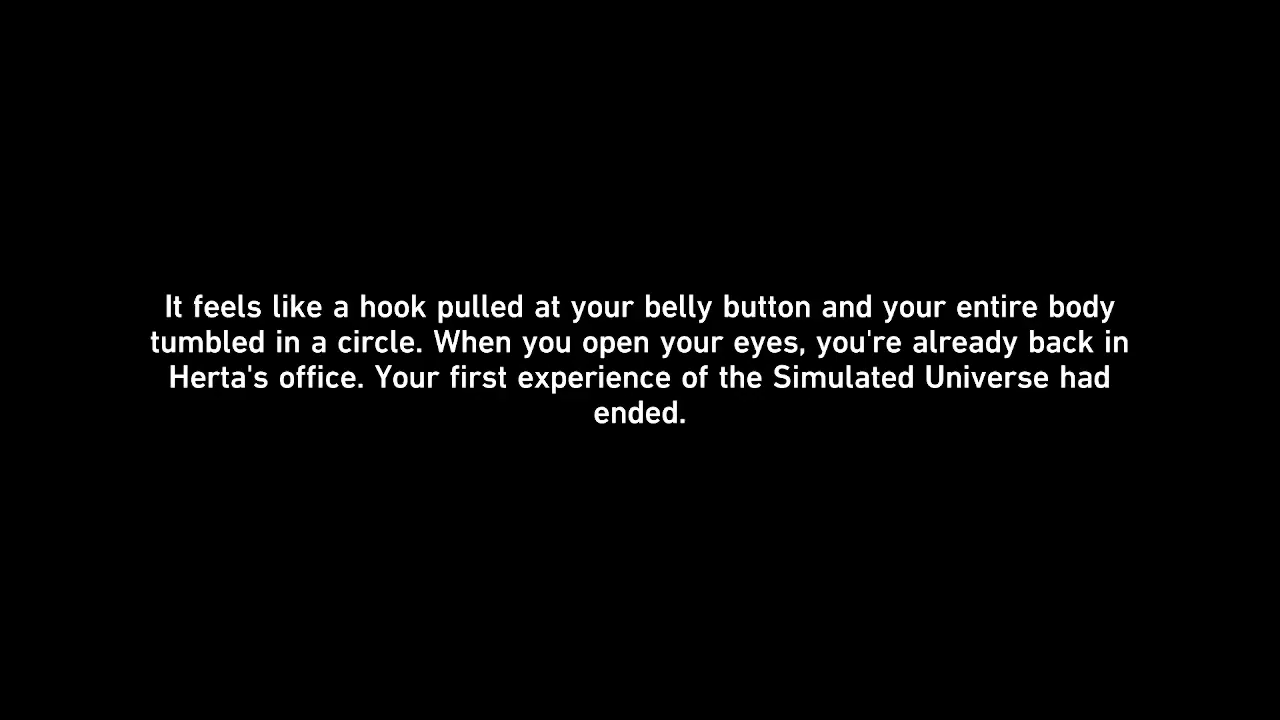 It feels like a hook pulled at your belly button and your entire body
tumbled in a circle. When you open your eyes, you're already back in
Herta's office. Your first experience of the Simulated Universe had
ended.